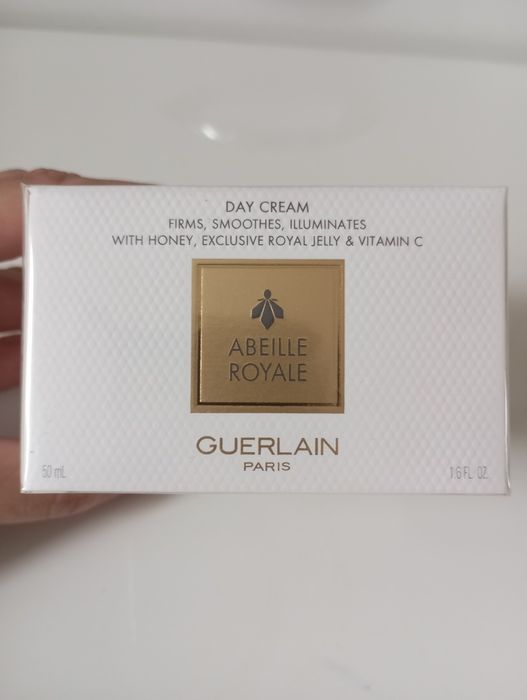 DAY CREAM
FIRMS, SMOOTHES, ILLUMINATES
WITH HONEY, EXCLUSIVE ROYAL JELLY & VITAMIN C
ABEILLE
ROYALE
GUERLAIN
PARIS
50 mL
1.6 FL. OZ.